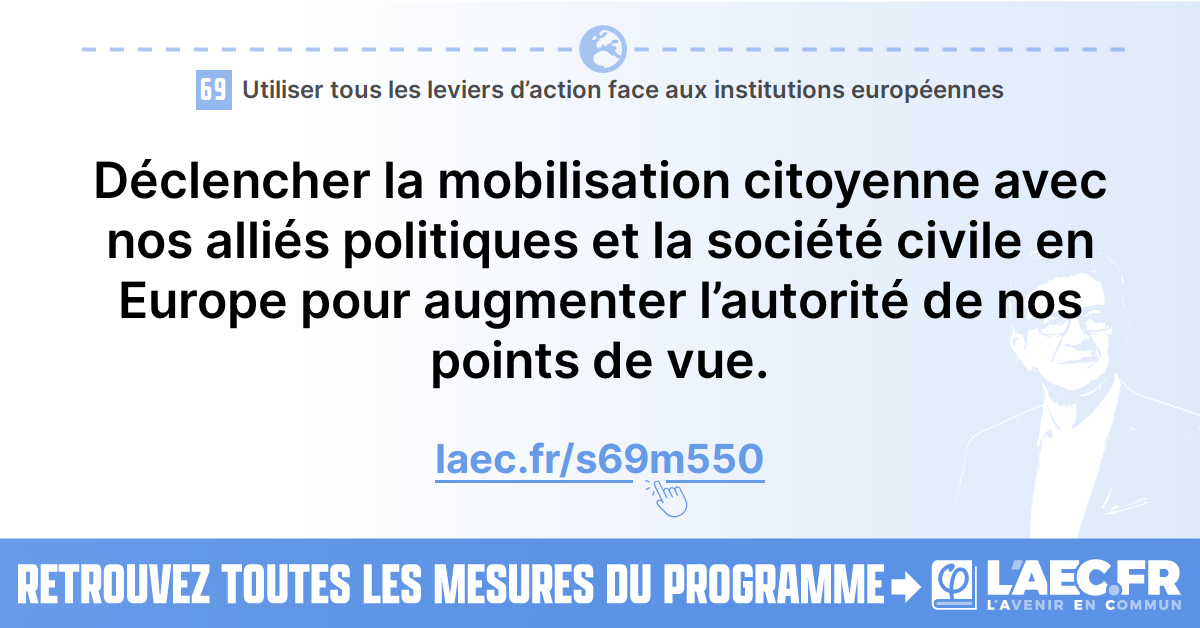 69 Utiliser tous les leviers d’action face aux institutions européennes
Déclencher la mobilisation citoyenne avec
nos alliés politiques et la société civile en
Europe pour augmenter l’autorité de nos
points de vue.
laec.fr/s69m550
RETROUVEZ TOUTES LES MESURES DU PROGRAMME
L'AEC.FR
L'AVENIR EN COMMUN